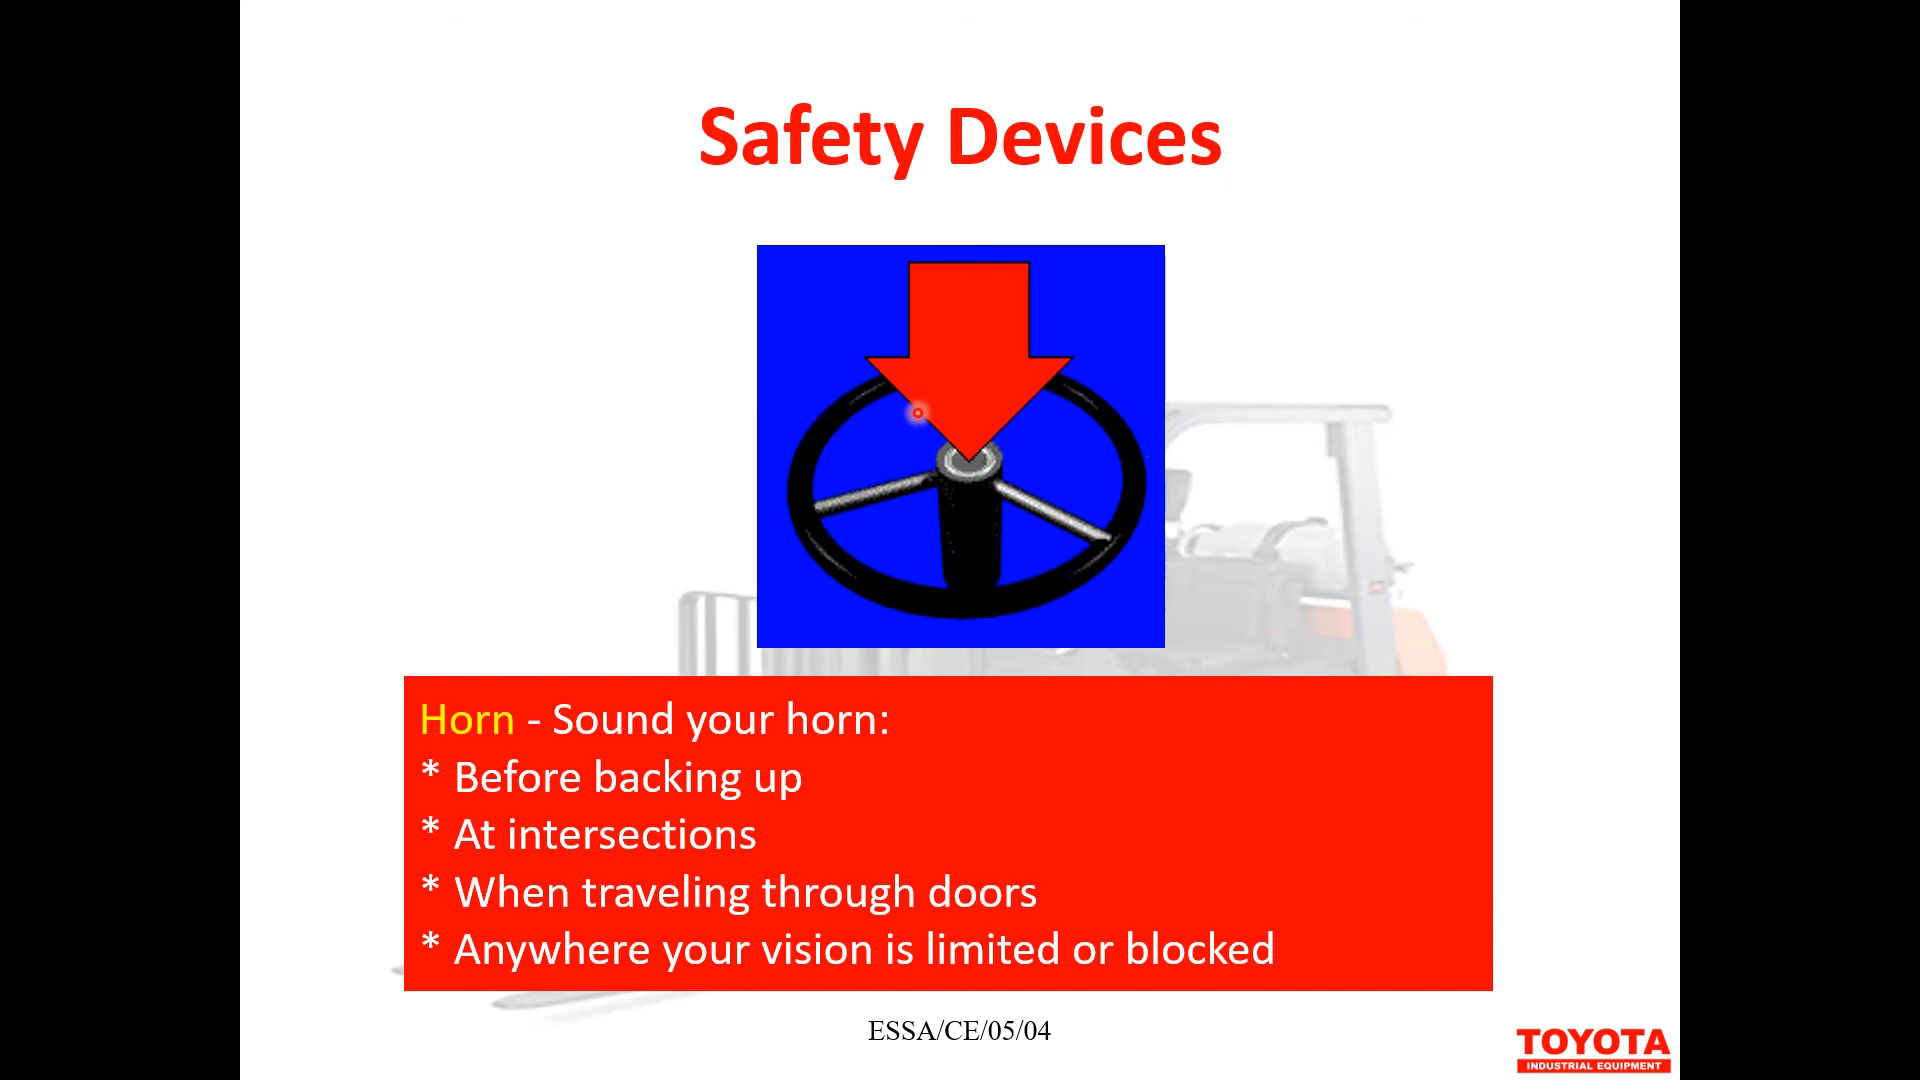 Safety Devices
Horn - Sound your horn:
* Before backing up
* At intersections
* When traveling through doors
* Anywhere your vision is limited or blocked
ESSA/CE/05/04
TOYOTA
INDUSTRIAL EQUIPMENT